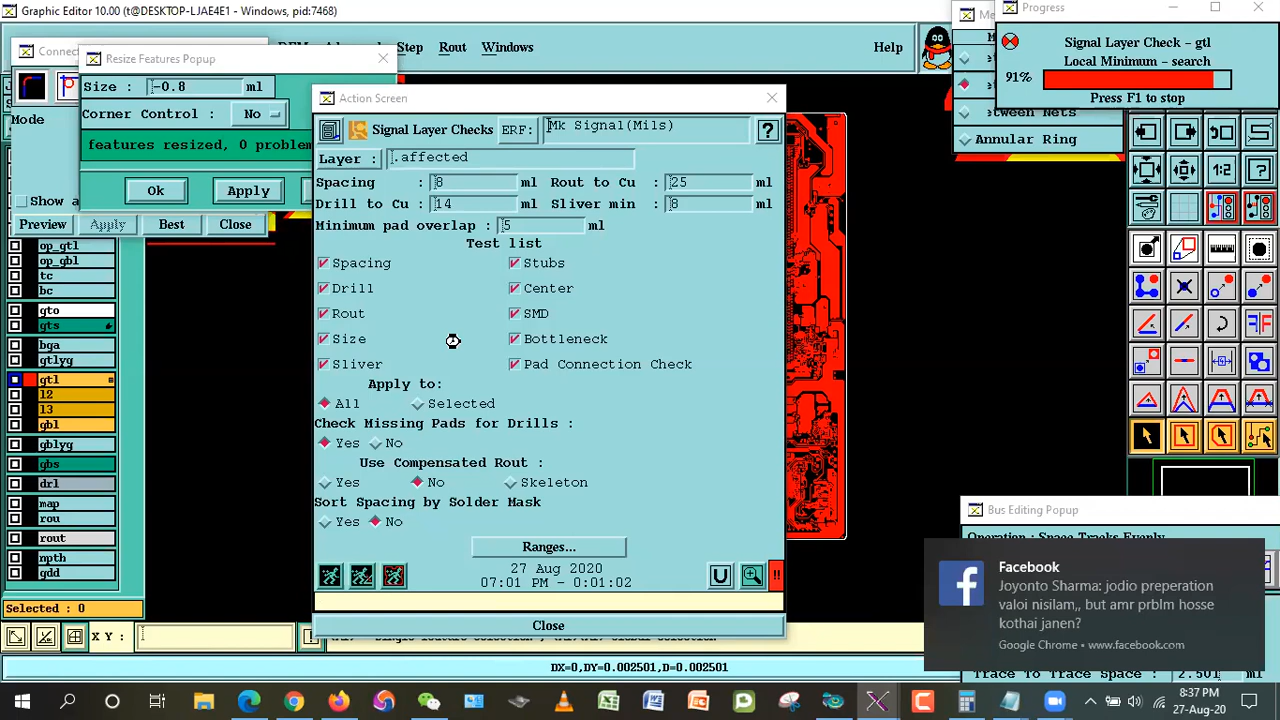 Graphic Editor 10.00 (t@DESKTOP-LJAE4E1 - Windows, pid:7468)
Progress
Step Rout Windows
Help
Signal Layer Check - gtl
Local Minimum - search
91%
Press F1 to stop
Resize Features Popup
Size : -0.8 ml
Corner Control : No
features resized, 0 problem
Ok
Apply
Mode
Show a
Preview
Apply
Best
Close
Action Screen
Signal Layer Checks
ERF:
Mk Signal(Mils)
?
Layer :
.affected
Spacing : 8 ml Rout to Cu : 25 ml
Drill to Cu : 14 ml Sliver min : 8 ml
Minimum pad overlap : 5 ml
Test list
Spacing Stubs
Drill Center
Rout SMD
Size Bottleneck
Sliver Pad Connection Check
Apply to:
All Selected
Check Missing Pads for Drills :
Yes No
Use Compensated Rout :
Yes No Skeleton
Sort Spacing by Solder Mask
Yes No
Ranges...
27 Aug 2020
07:01 PM - 0:01:02
U
!!
Close
op_gtl
op_gbl
tc
bc
gto
gts
bga
gtlyg
gtl
l2
l3
gbl
gblyg
gbs
drl
map
rou
rout
npth
gdd
Selected : 0
X Y :
DX=0,DY=0.002501,D=0.002501
Annular Ring
1:2
?
Bus Editing Popup
Operation : Space Tracks Evenly
Facebook
Joyonto Sharma: jodio preperation
valoi nisilam,, but amr prblm hosse
kothai janen?
Google Chrome • www.facebook.com
Trace To Trace Space : 2.501
8:37 PM
27-Aug-20